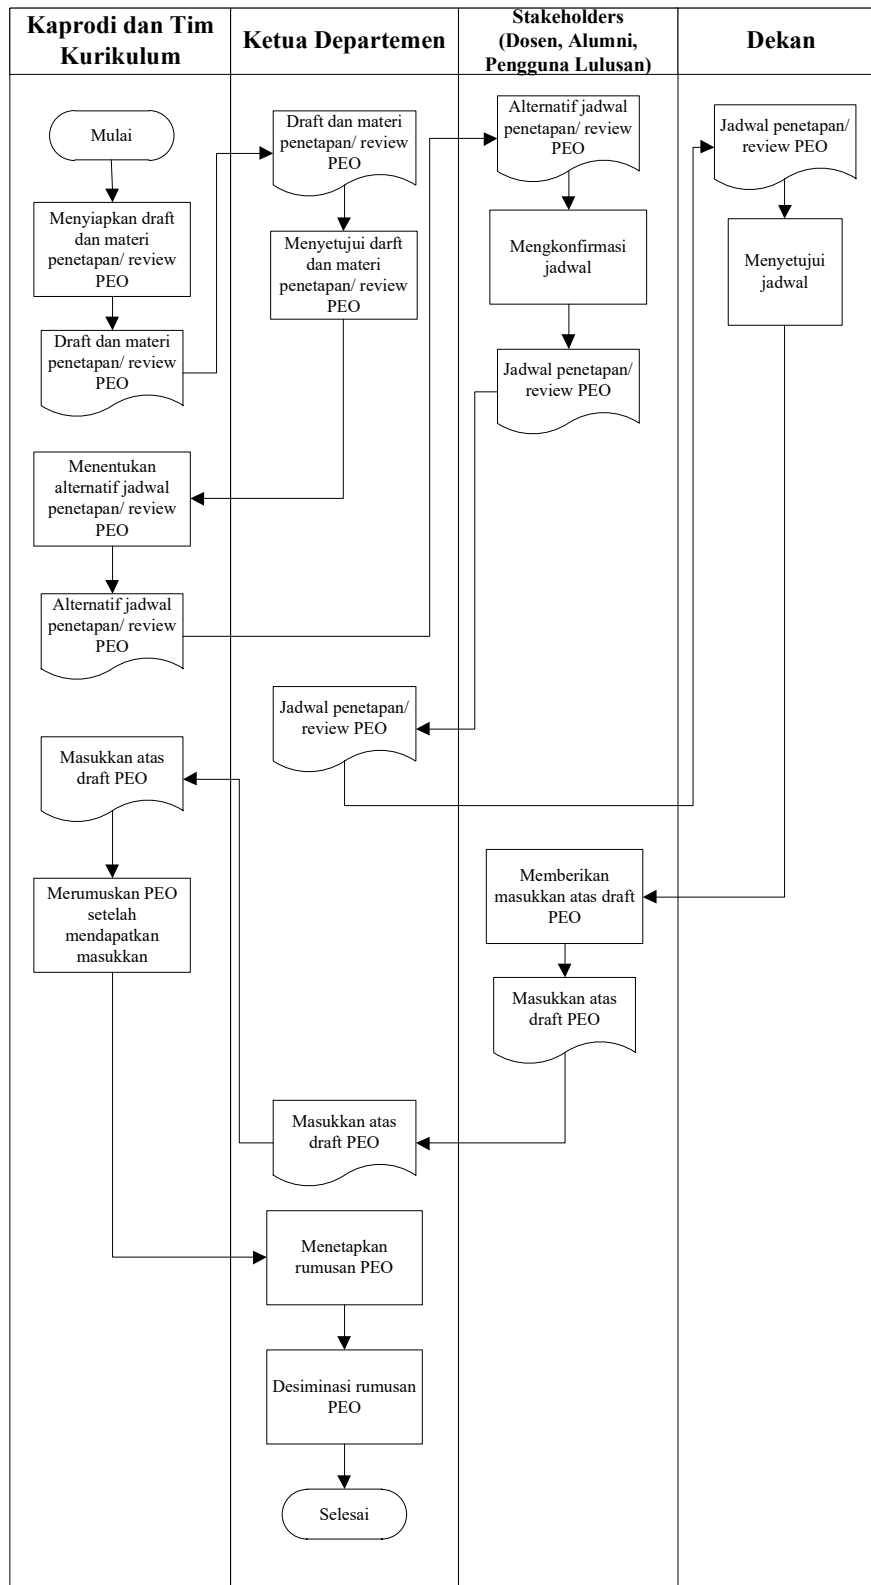 Kaprodi dan Tim
Kurikulum
Ketua Departemen
Stakeholders
(Dosen, Alumni,
Pengguna Lulusan)
Dekan
Mulai
Menyiapkan draft
dan materi
penetapan/ review
PEO
Draft dan materi
penetapan/ review
PEO
Draft dan materi
penetapan/ review
PEO
Menyetujui darft dan
materi
penetapan/ review
PEO
Menentukan
alternatif jadwal
penetapan/ review
PEO
Alternatif jadwal
penetapan/ review
PEO
Alternatif jadwal
penetapan/ review
PEO
Mengkonfirmasi
jadwal
Jadwal penetapan/
review PEO
Jadwal penetapan/
review PEO
Jadwal penetapan/
review PEO
Menyetujui
jadwal
Memberikan
masukkan atas draft
PEO
Masukkan atas
draft PEO
Masukkan atas
draft PEO
Masukkan atas
draft PEO
Merumuskan PEO
setelah
mendapatkan
masukkan
Menetapkan
rumusan PEO
Desiminasi rumusan
PEO
Selesai